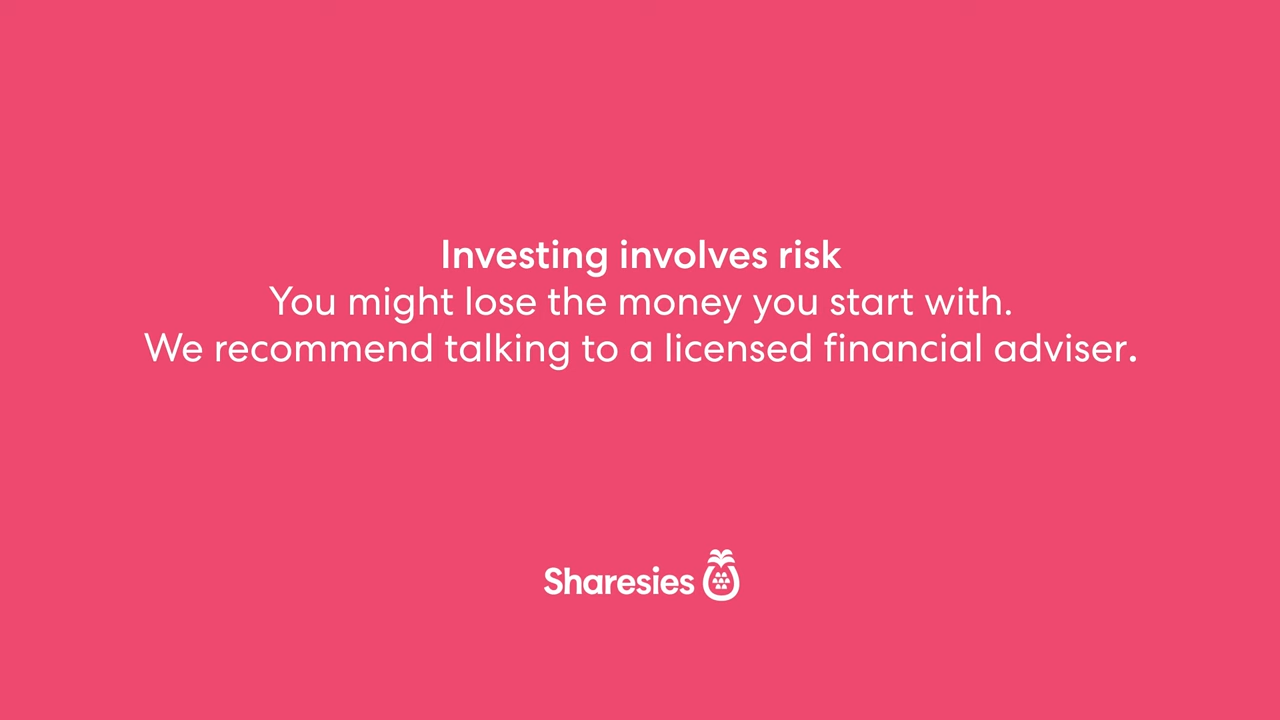 Investing involves risk
You might lose the money you start with.
We recommend talking to a licensed financial adviser.
Sharesies